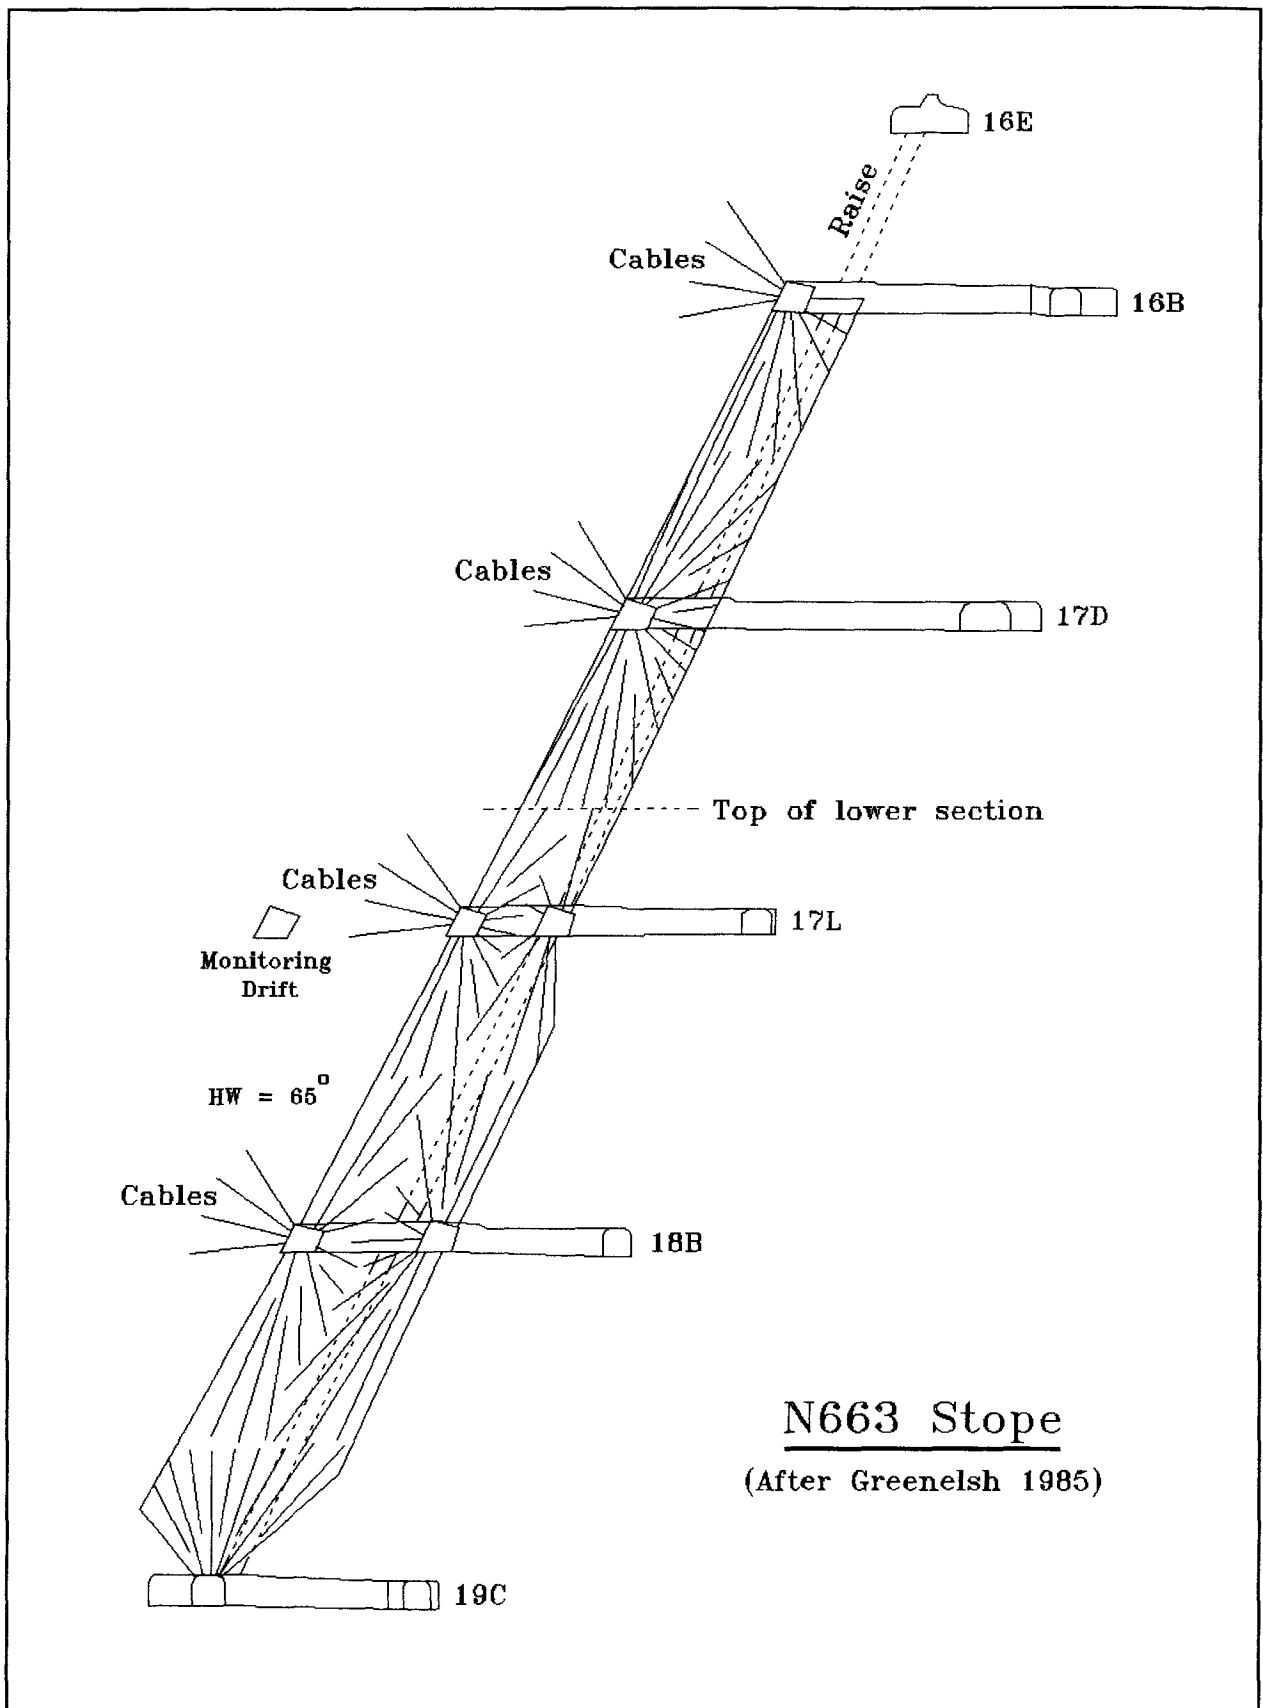 16E
Raise
Cables
16B
Cables
17D
Top of lower section
Cables
17L
Monitoring
Drift
HW = 65°
Cables
18B
N663 Stope
(After Greenelsh 1985)
19C